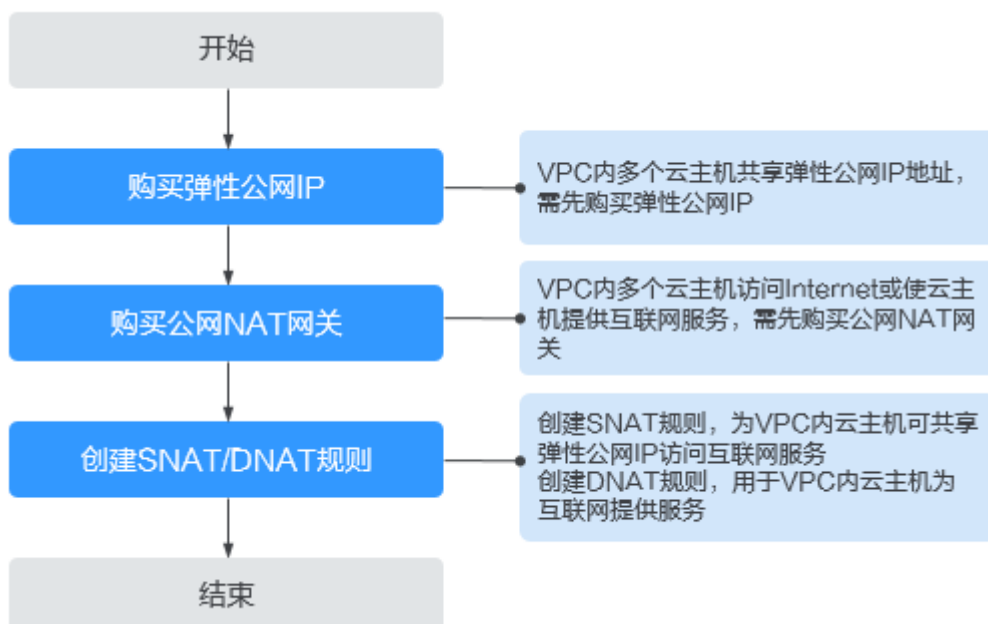 开始
购买弹性公网IP
VPC内多个云主机共享弹性公网IP地址，
需先购买弹性公网IP
购买公网NAT网关
VPC内多个云主机访问Internet或使云主
机提供互联网服务，需先购买公网NAT网
关
创建SNAT/DNAT规则
创建SNAT规则，为VPC内云主机可共享
弹性公网IP访问互联网服务
创建DNAT规则，用于VPC内云主机为
互联网提供服务
结束